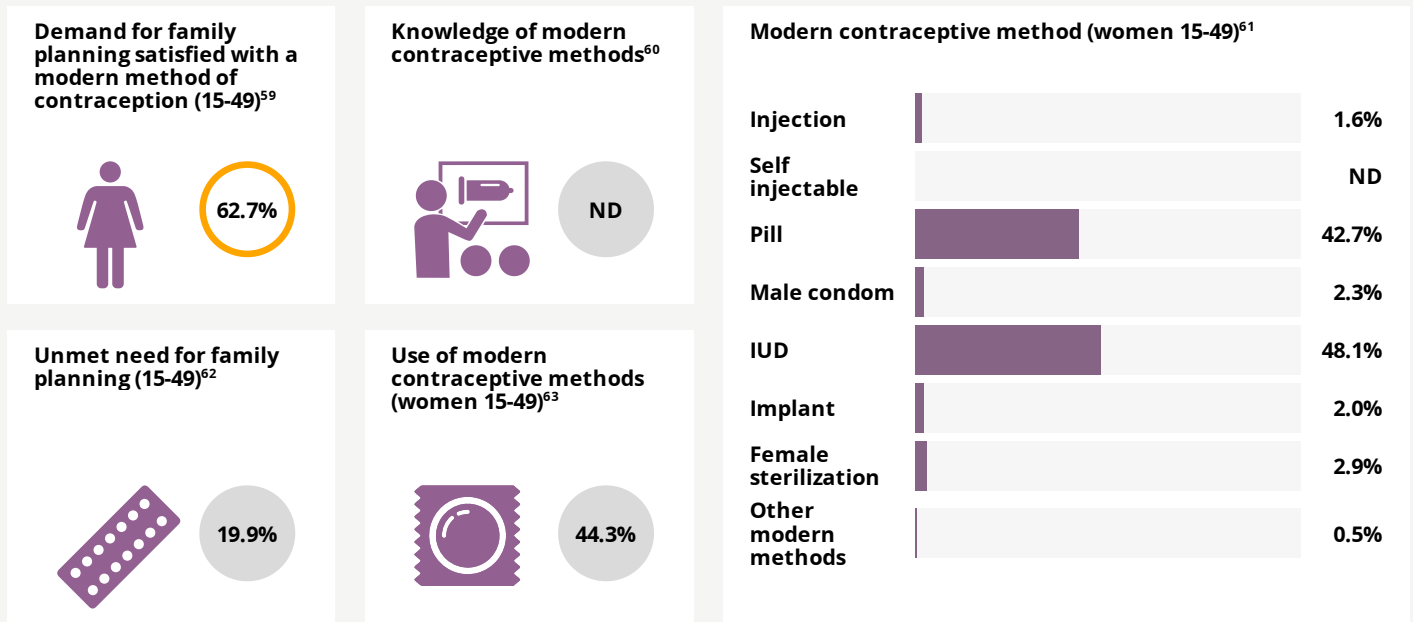 Demand for family
planning satisfied with a
modern method of
contraception (15-49)⁵⁹
62.7%
Knowledge of modern
contraceptive methods⁶⁰
ND
Unmet need for family
planning (15-49)⁶²
19.9%
Use of modern
contraceptive methods
(women 15-49)⁶³
44.3%
Modern contraceptive method (women 15-49)⁶¹
Injection 1.6%
Self
injectable ND
Pill 42.7%
Male condom 2.3%
IUD 48.1%
Implant 2.0%
Female
sterilization 2.9%
Other
modern 0.5%
methods